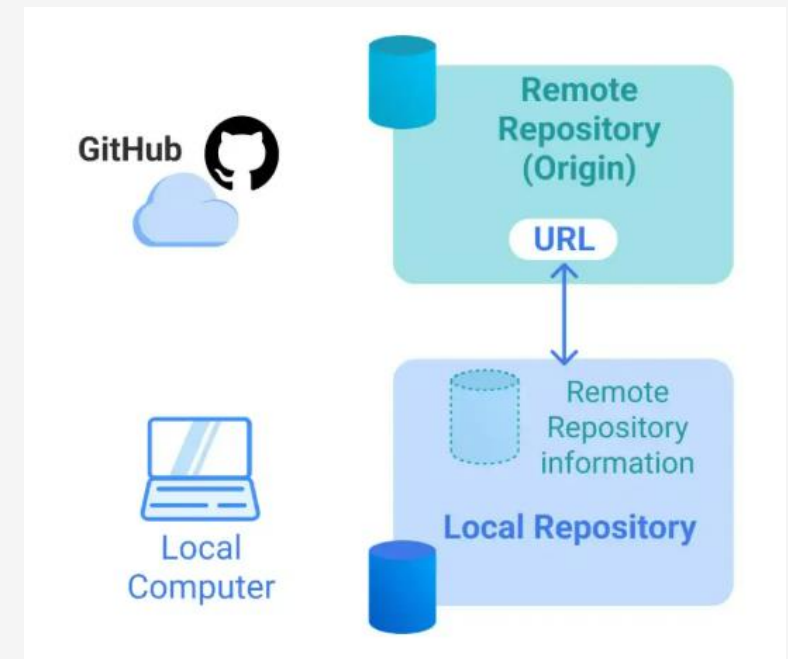 GitHub
Remote
Repository
(Origin)
URL
Remote
Repository
information
Local Repository
Local
Computer